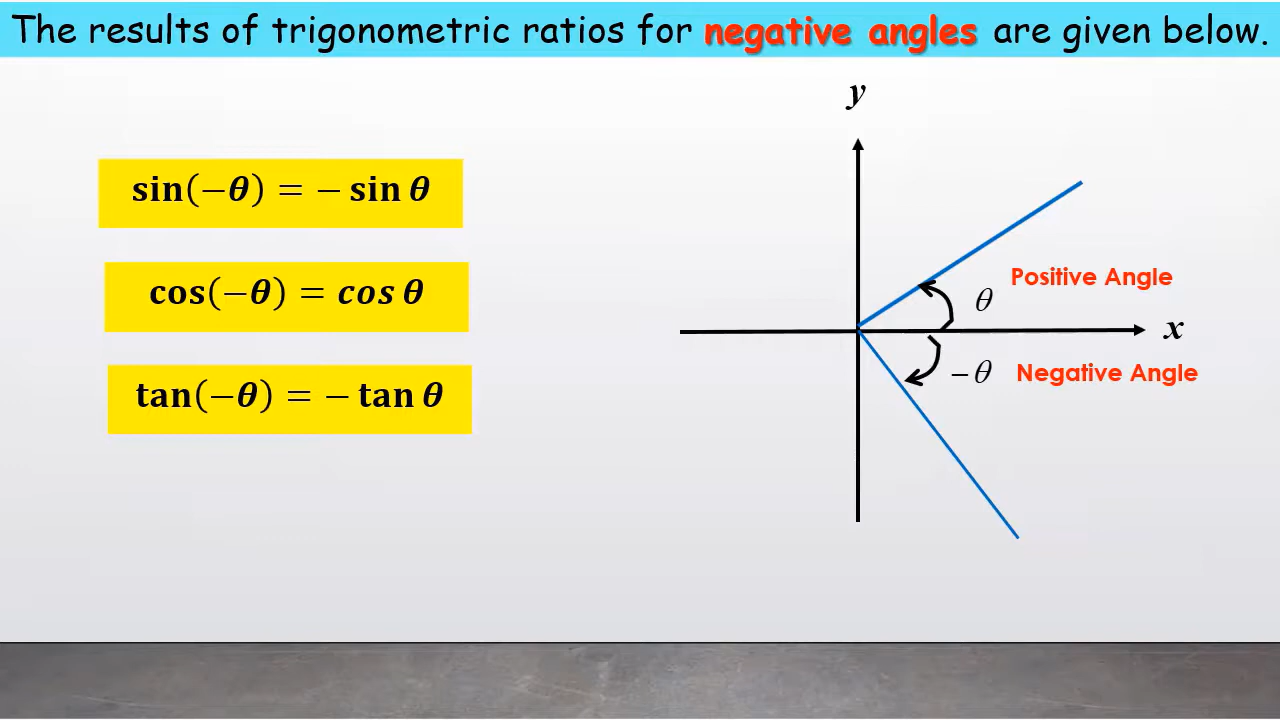 The results of trigonometric ratios for negative angles are given below.
y
sin(−θ) = − sin θ
cos(−θ) = cos θ
tan(−θ) = − tan θ
Positive Angle
θ
x
−θ
Negative Angle